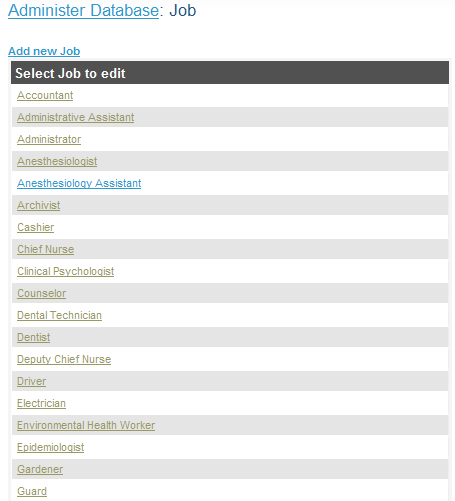 Administer Database: Job
Add new Job
Select Job to edit
Accountant
Administrative Assistant
Administrator
Anesthesiologist
Anesthesiology Assistant
Archivist
Cashier
Chief Nurse
Clinical Psychologist
Counselor
Dental Technician
Dentist
Deputy Chief Nurse
Driver
Electrician
Environmental Health Worker
Epidemiologist
Gardener
Guard